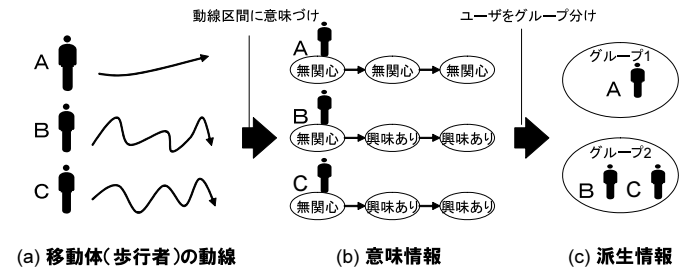 動線区間に意味づけ
ユーザをグループ分け
A
B
C
A
無関心
無関心
無関心
B
無関心
興味あり
興味あり
C
無関心
興味あり
興味あり
グループ1
A
グループ2
B
C
(a) 移動体(歩行者)の動線
(b) 意味情報
(c) 派生情報